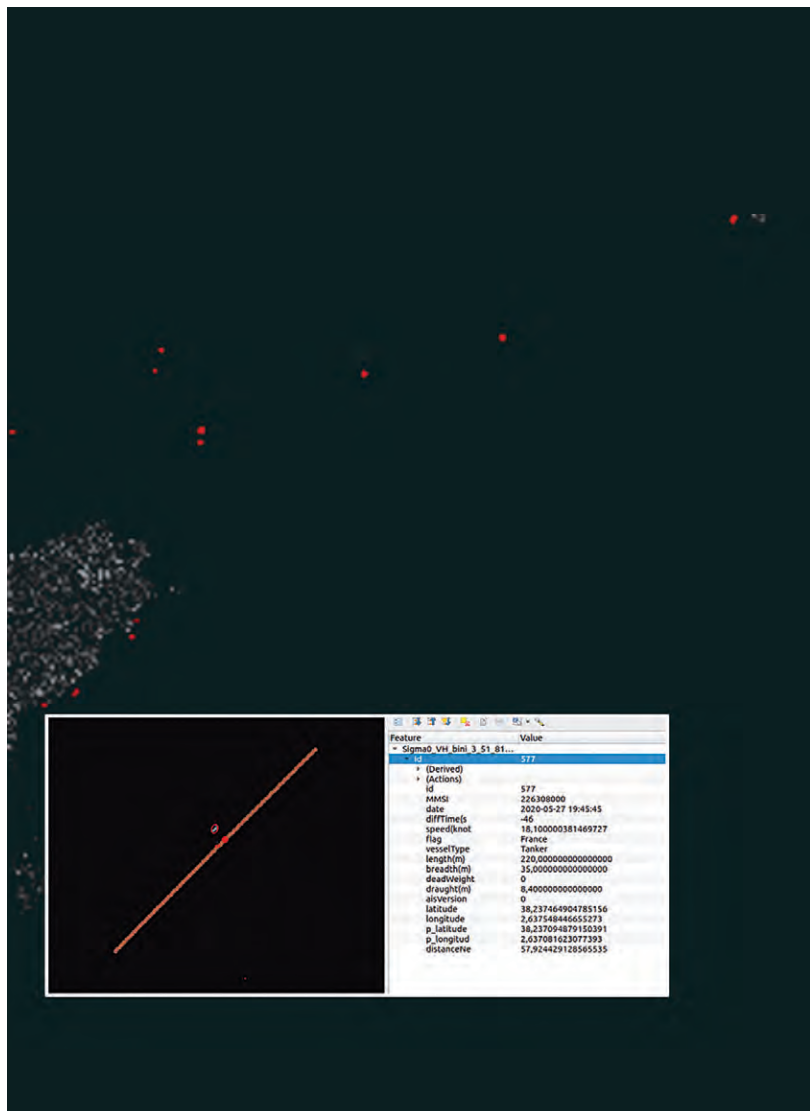 Feature Value
Sigma0_VH_bini_3_51_81...
id 577
(Derived)
(Actions)
id 577
MMSI 226308000
date 2020-05-27 19:45:45
diffTime(s -46
speed(knot 18,100000381469727
flag France
vesselType Tanker
length(m) 220,000000000000000
breadth(m) 35,000000000000000
deadWeight 0
draught(m) 8,400000000000000
aisVersion 0
latitude 38,237464904785156
longitude 2,637548446655273
p_latitude 38,237094879150391
p_longitud 2,637081623077393
distanceNe 57,924429128565535